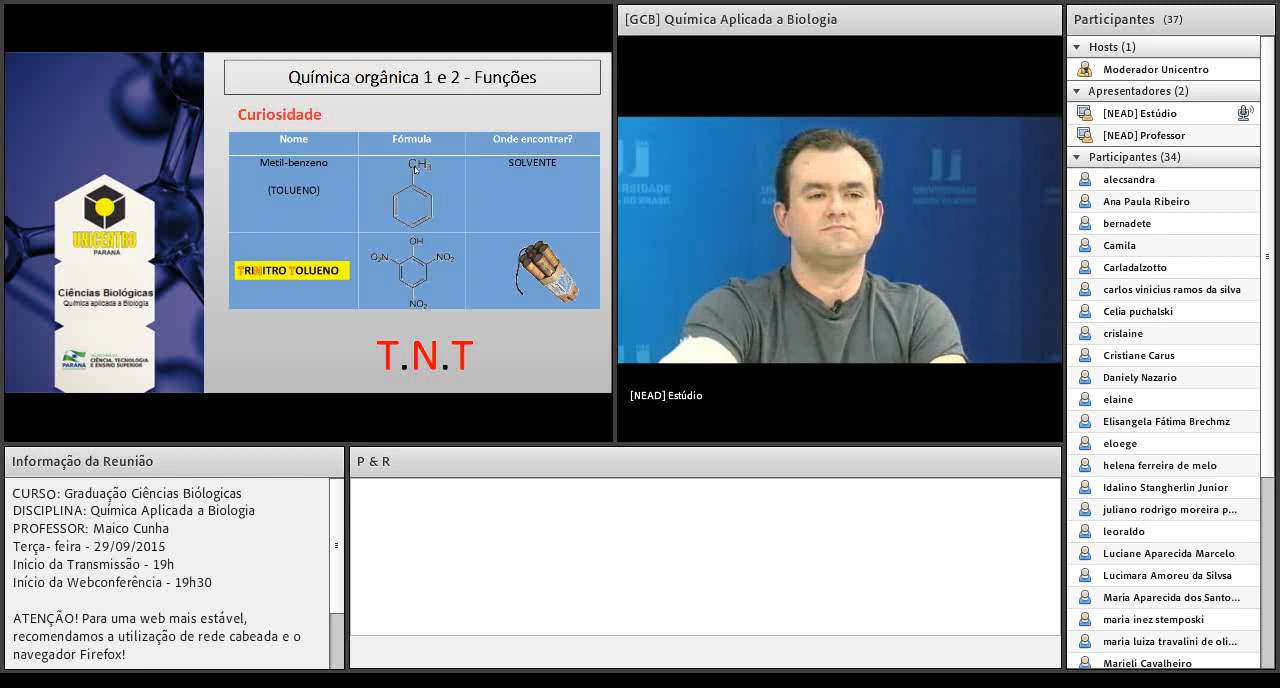 Química orgânica 1 e 2 - Funções
Curiosidade
Nome
Fórmula
Onde encontrar?
Metil-benzeno
(TOLUENO)
CH3
SOLVENTE
TRINITRO TOLUENO
OH
O2N
NO2
NO2
T.N.T
UNICENTRO
PARANÁ
Ciências Biológicas
Química aplicada a Biologia
PARANÁ
CIÊNCIA, TECNOLOGIA
E ENSINO SUPERIOR
[GCB] Química Aplicada a Biologia
[NEAD] Estúdio
Participantes (37)
Hosts (1)
Moderador Unicentro
Apresentadores (2)
[NEAD] Estúdio
[NEAD] Professor
Participantes (34)
alecsandra
Ana Paula Ribeiro
bernadete
Camila
Carladalzotto
carlos vinicius ramos da silva
Celia puchalski
crislaine
Cristiane Carus
Daniely Nazario
elaine
Elisangela Fátima Brechmz
eloege
helena ferreira de melo
Idalino Stangherlin Junior
juliano rodrigo moreira p...
leoraldo
Luciane Aparecida Marcelo
Lucimara Amoreu da Silvsa
Maria Aparecida dos Santo...
maria inez stemposki
maria luiza travalini de oli...
Marieli Cavalheiro
Informação da Reunião
CURSO: Graduação Ciências Biólogicas
DISCIPLINA: Química Aplicada a Biologia
PROFESSOR: Maico Cunha
Terça- feira - 29/09/2015
Inicio da Transmissão - 19h
Início da Webconferência - 19h30
ATENÇÃO! Para uma web mais estável,
recomendamos a utilização de rede cabeada e o
navegador Firefox!
P & R